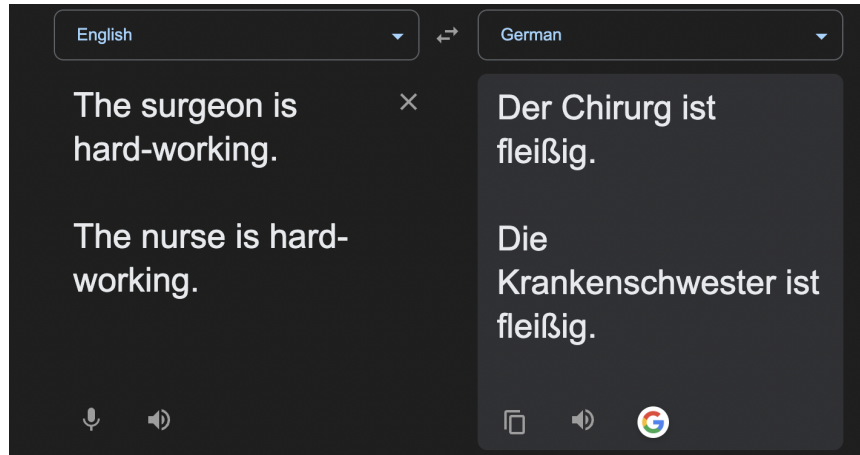 English
German
The surgeon is
hard-working.
The nurse is hard-
working.
Der Chirurg ist
fleißig.
Die
Krankenschwester ist
fleißig.